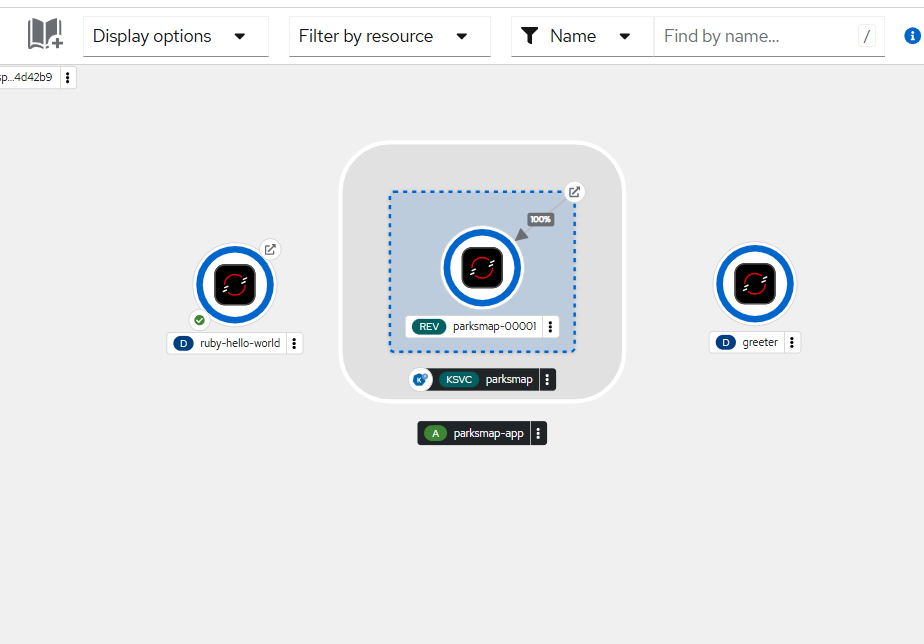 Display options
Filter by resource
Name
Find by name...
/
sp...4d42b9
100%
REV parksmap-00001
D ruby-hello-world
D greeter
KSVC parksmap
A parksmap-app